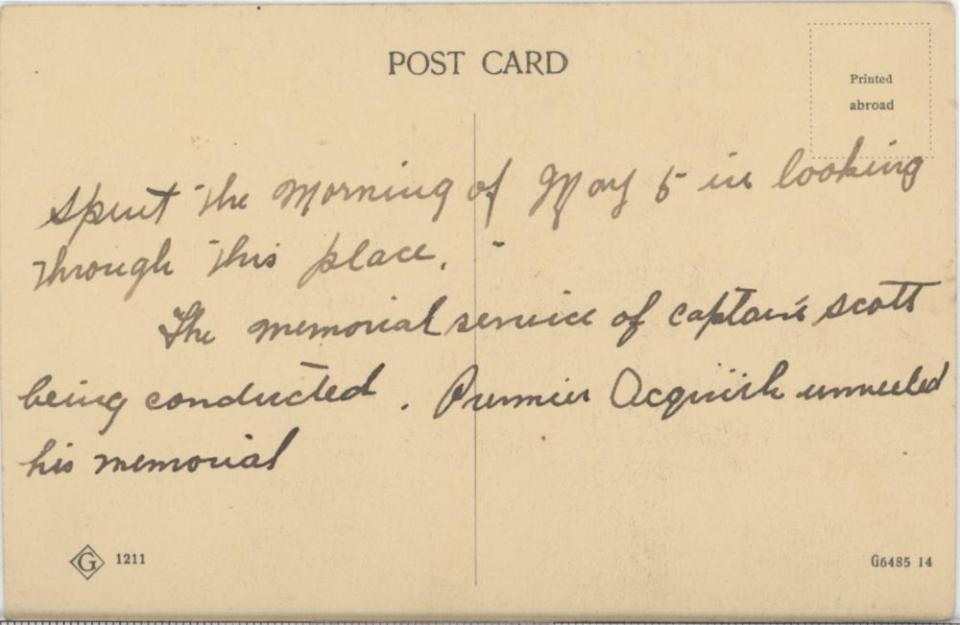 POST CARD
Printed
abroad
Spent the Morning of May 5 in looking
through this place.
The memorial service of captain scott
being conducted. Premier Acquith unveiled
his memorial
G 1211
G6485 14